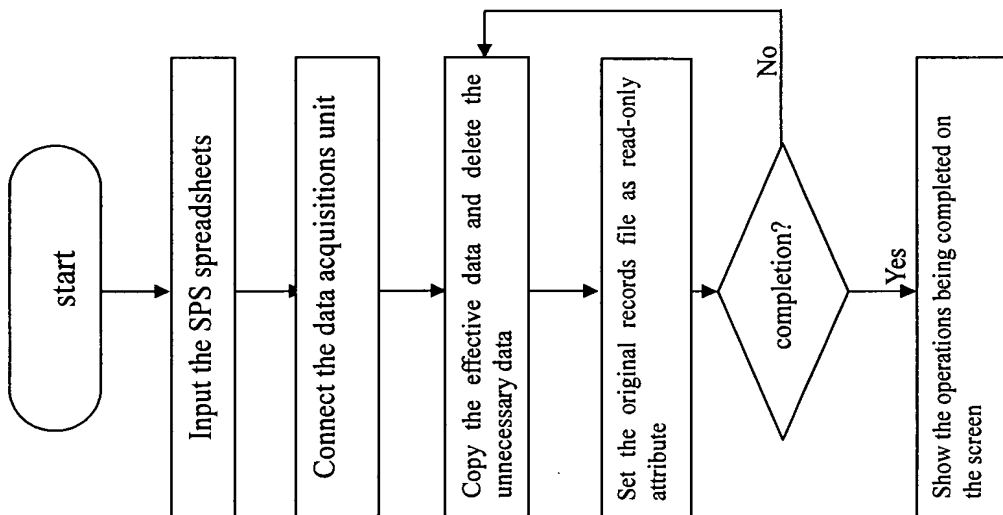 start
Input the SPS spreadsheets
Connect the data acquisitions unit
Copy the effective data and delete the
unnecessary data
Set the original records file as read-only
attribute
completion?
No
Yes
Show the operations being completed on
the screen